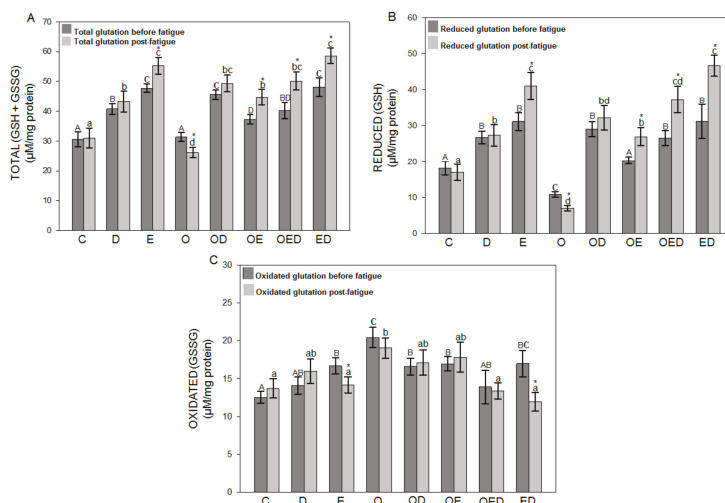 A
Total glutation before fatigue
Total glutation post-fatigue
TOTAL (GSH + GSSG)
(µM/mg protein)
70
60
50
40
30
20
10
0
A a B b C * c A * d C bc D * b BD * c C * c
C D E O OD OE OED ED
B
Reduced glutation before fatigue
Reduced glutation post-fatigue
REDUCED (GSH)
(µM/mg protein)
60
50
40
30
20
10
0
A a B b B * c C * d B bd A * b B * cd B * c
C D E O OD OE OED ED
C
Oxidated glutation before fatigue
Oxidated glutation post-fatigue
OXIDATED (GSSG)
(µM/mg protein)
30
25
20
15
10
5
0
A a AB ab B * a C b B ab B ab AB a BC * a
C D E O OD OE OED ED